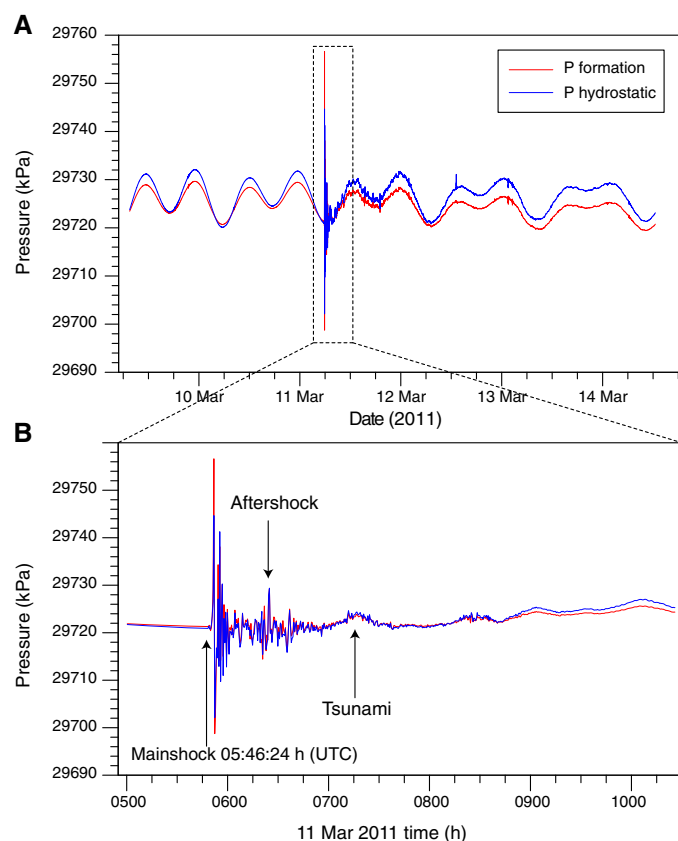 A
29760
29750
29740
29730
29720
29710
29700
29690
Pressure (kPa)
P formation
P hydrostatic
10 Mar
11 Mar
12 Mar
13 Mar
14 Mar
Date (2011)
B
29750
29740
29730
29720
29710
29700
29690
Pressure (kPa)
Aftershock
Tsunami
Mainshock 05:46:24 h (UTC)
0500
0600
0700
0800
0900
1000
11 Mar 2011 time (h)